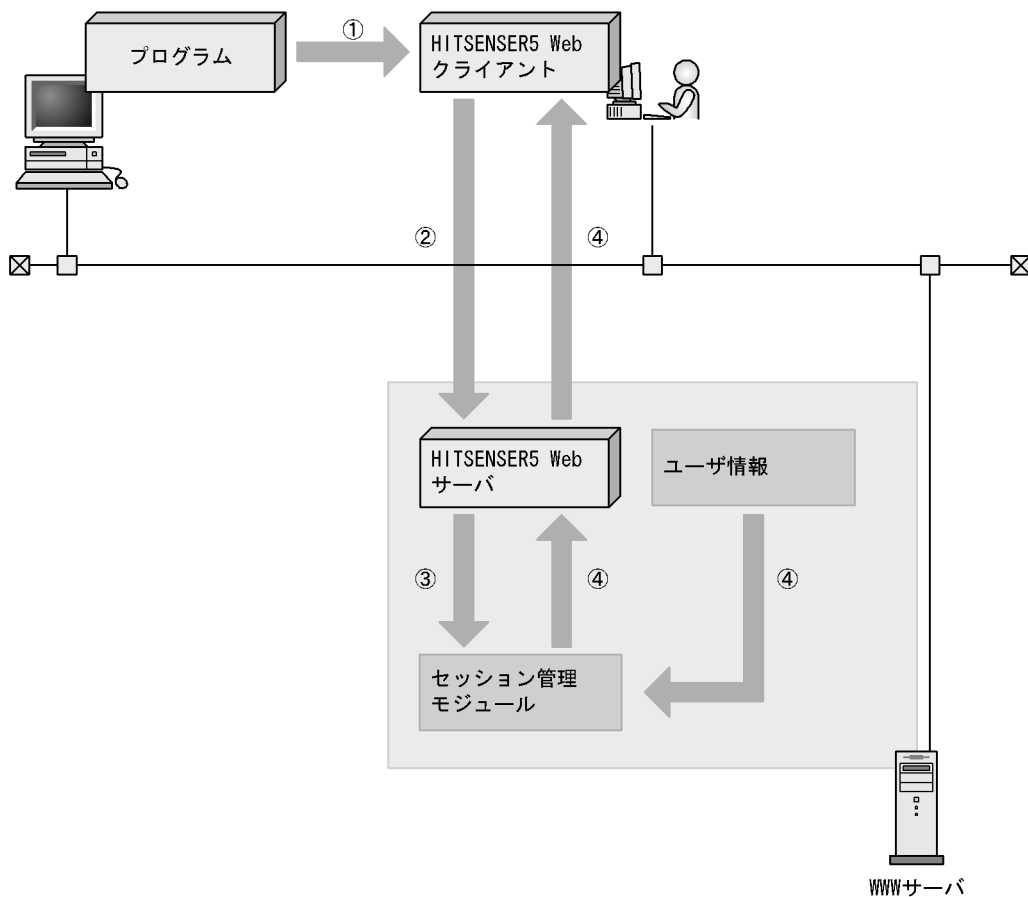 プログラム
①
HITSENSER5 Web
クライアント
②
④
HITSENSER5 Web
サーバ
ユーザ情報
③
④
④
セッション管理
モジュール
WWWサーバ